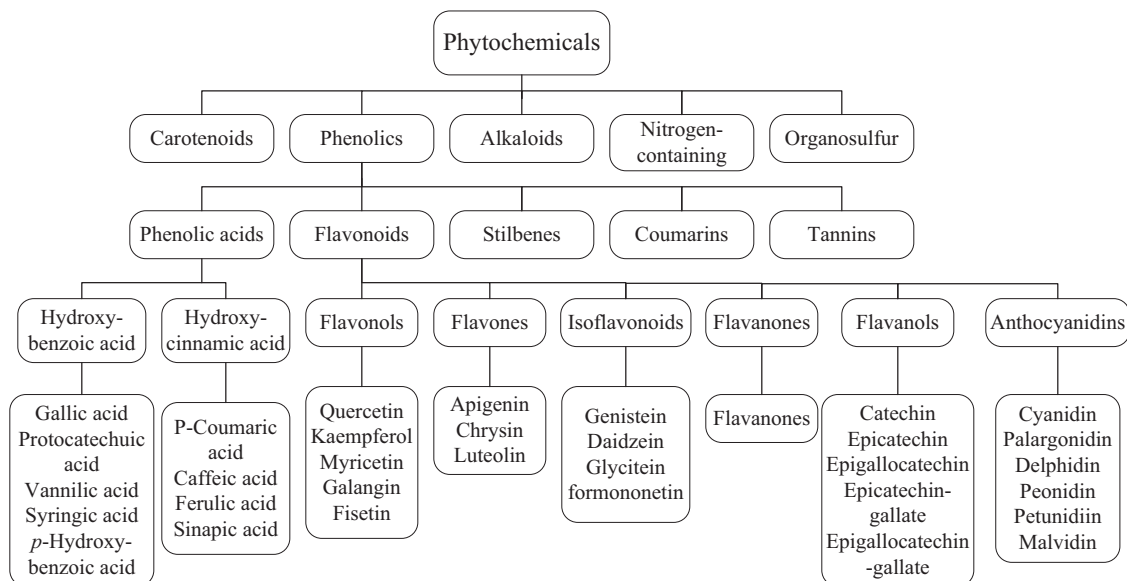 Phytochemicals
Carotenoids
Phenolics
Alkaloids
Nitrogen-
containing
Organosulfur
Phenolic acids
Flavonoids
Stilbenes
Coumarins
Tannins
Hydroxy-
benzoic acid
Hydroxy-
cinnamic acid
Flavonols
Flavones
Isoflavonoids
Flavanones
Flavanols
Anthocyanidins
Gallic acid
Protocatechuic
acid
Vannilic acid
Syringic acid
p-Hydroxy-
benzoic acid
P-Coumaric
acid
Caffeic acid
Ferulic acid
Sinapic acid
Quercetin
Kaempferol
Myricetin
Galangin
Fisetin
Apigenin
Chrysin
Luteolin
Genistein
Daidzein
Glycitein
formononetin
Flavanones
Catechin
Epicatechin
Epigallocatechin
Epicatechin-
gallate
Epigallocatechin
-gallate
Cyanidin
Palargonidin
Delphidin
Peonidin
Petunidiin
Malvidin